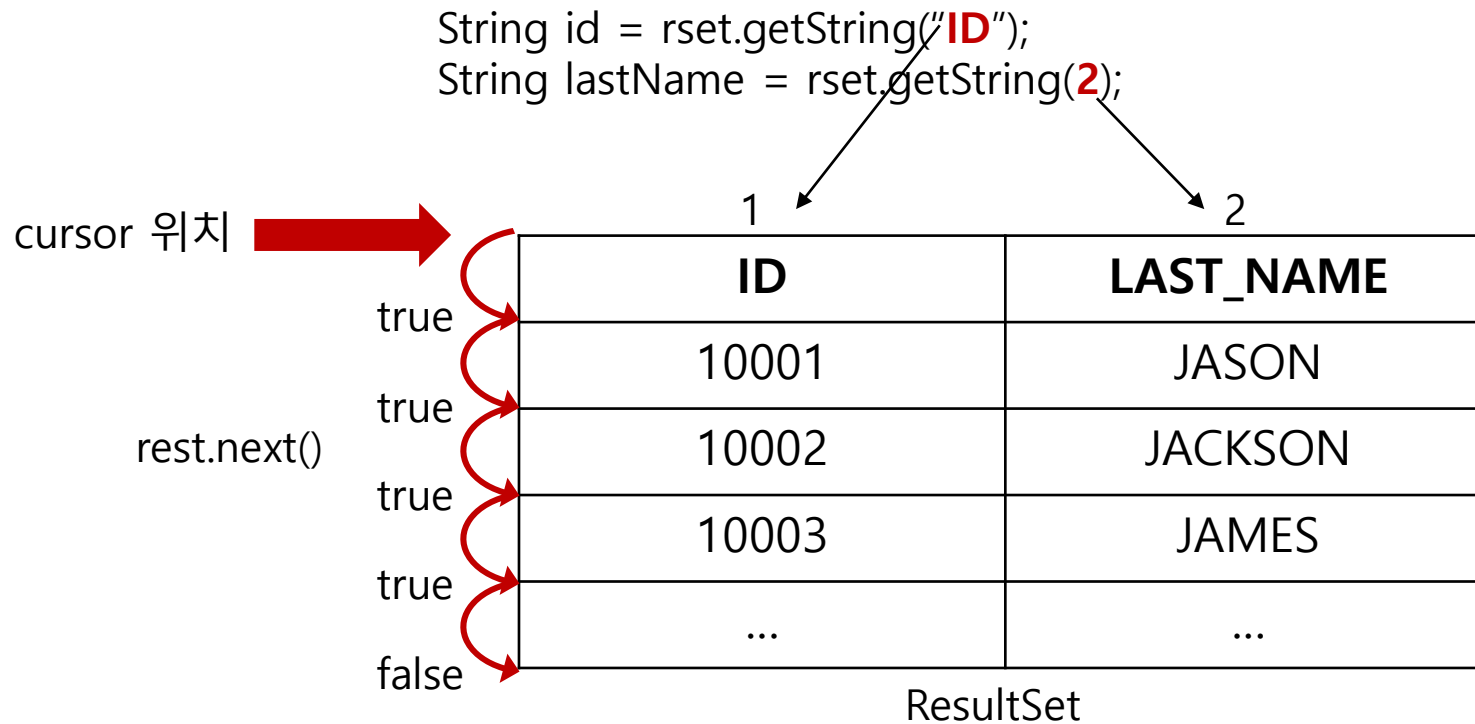 String id = rset.getString(“ID”);
String lastName = rset.getString(2);
1 2
cursor 위치
ID LAST_NAME
true
10001 JASON
true
rest.next()
10002 JACKSON
true
10003 JAMES
true
... ...
false
ResultSet